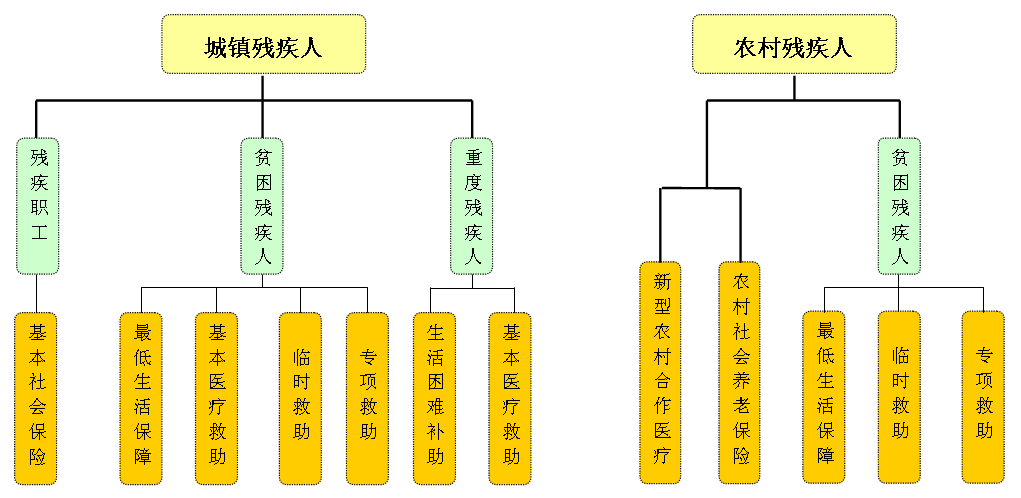 城镇残疾人
农村残疾人
残疾职工
贫困残疾人
重度残疾人
贫困残疾人
新型农村合作医疗
农村社会养老保险
基本社会保险
最低生活保障
基本医疗救助
临时救助
专项救助
生活困难补助
基本医疗救助
最低生活保障
临时救助
专项救助